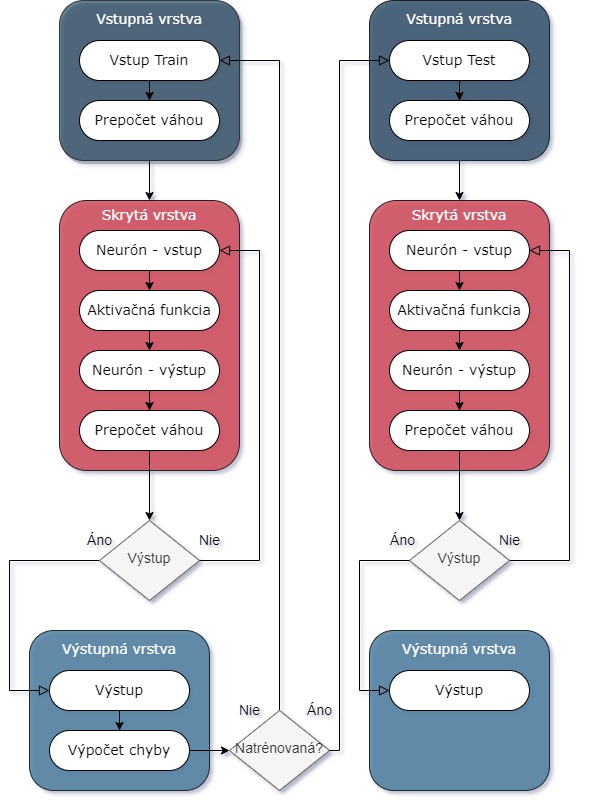 Vstupná vrstva
Vstup Train
Prepočet váhou
Skrytá vrstva
Neurón - vstup
Aktivačná funkcia
Neurón - výstup
Prepočet váhou
Áno
Nie
Výstup
Výstupná vrstva
Výstup
Výpočet chyby
Nie
Áno
Natrénovaná?
Vstupná vrstva
Vstup Test
Prepočet váhou
Skrytá vrstva
Neurón - vstup
Aktivačná funkcia
Neurón - výstup
Prepočet váhou
Áno
Nie
Výstup
Výstupná vrstva
Výstup